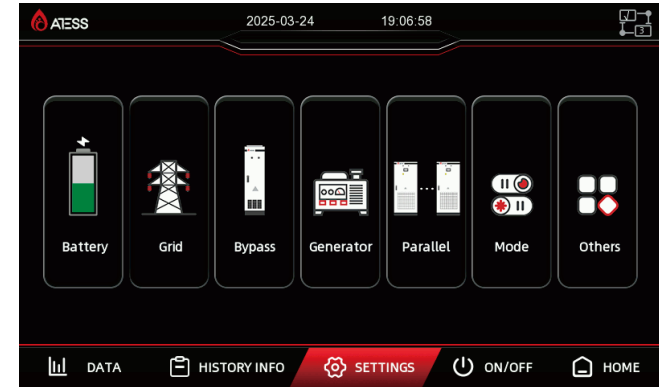 ATESS 2025-03-24 19:06:58
3
Battery Grid Bypass Generator Parallel Mode Others
DATA HISTORY INFO SETTINGS ON/OFF HOME